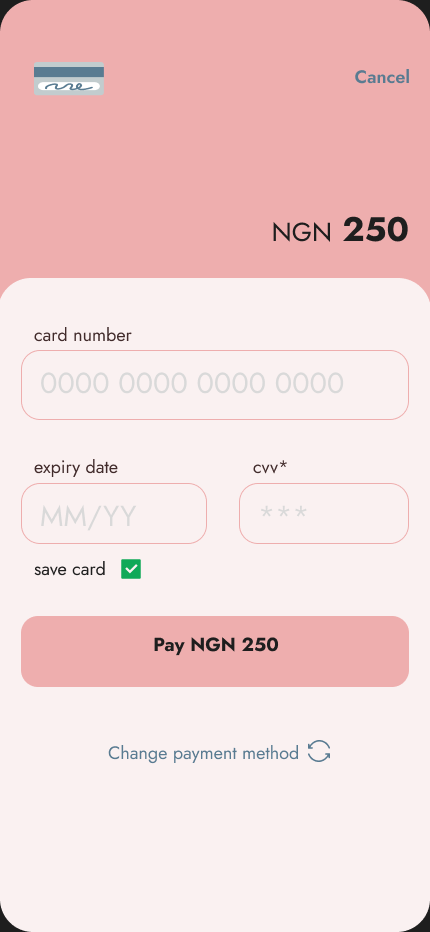 Cancel
NGN 250
card number
0000 0000 0000 0000
expiry date
cvv*
MM/YY
***
save card
Pay NGN 250
Change payment method